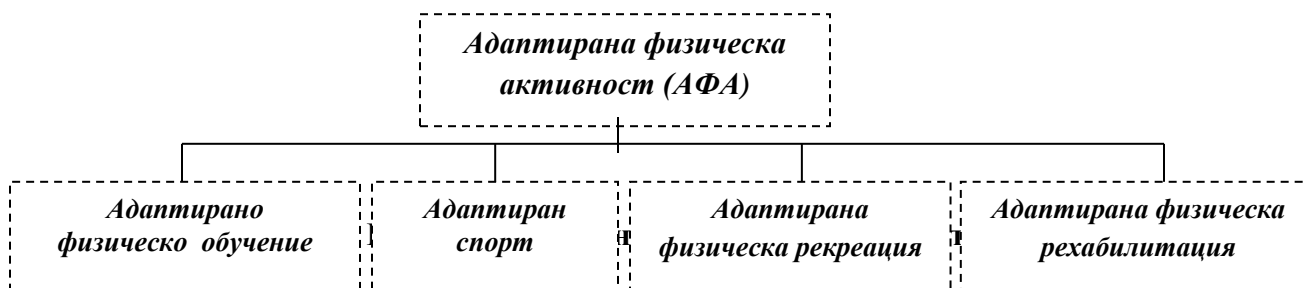 Адаптирана физическа
активност (АФА)
Адаптирано
физическо обучение
Адаптиран
спорт
Адаптирана
физическа рекреация
Адаптирана физическа
рехабилитация